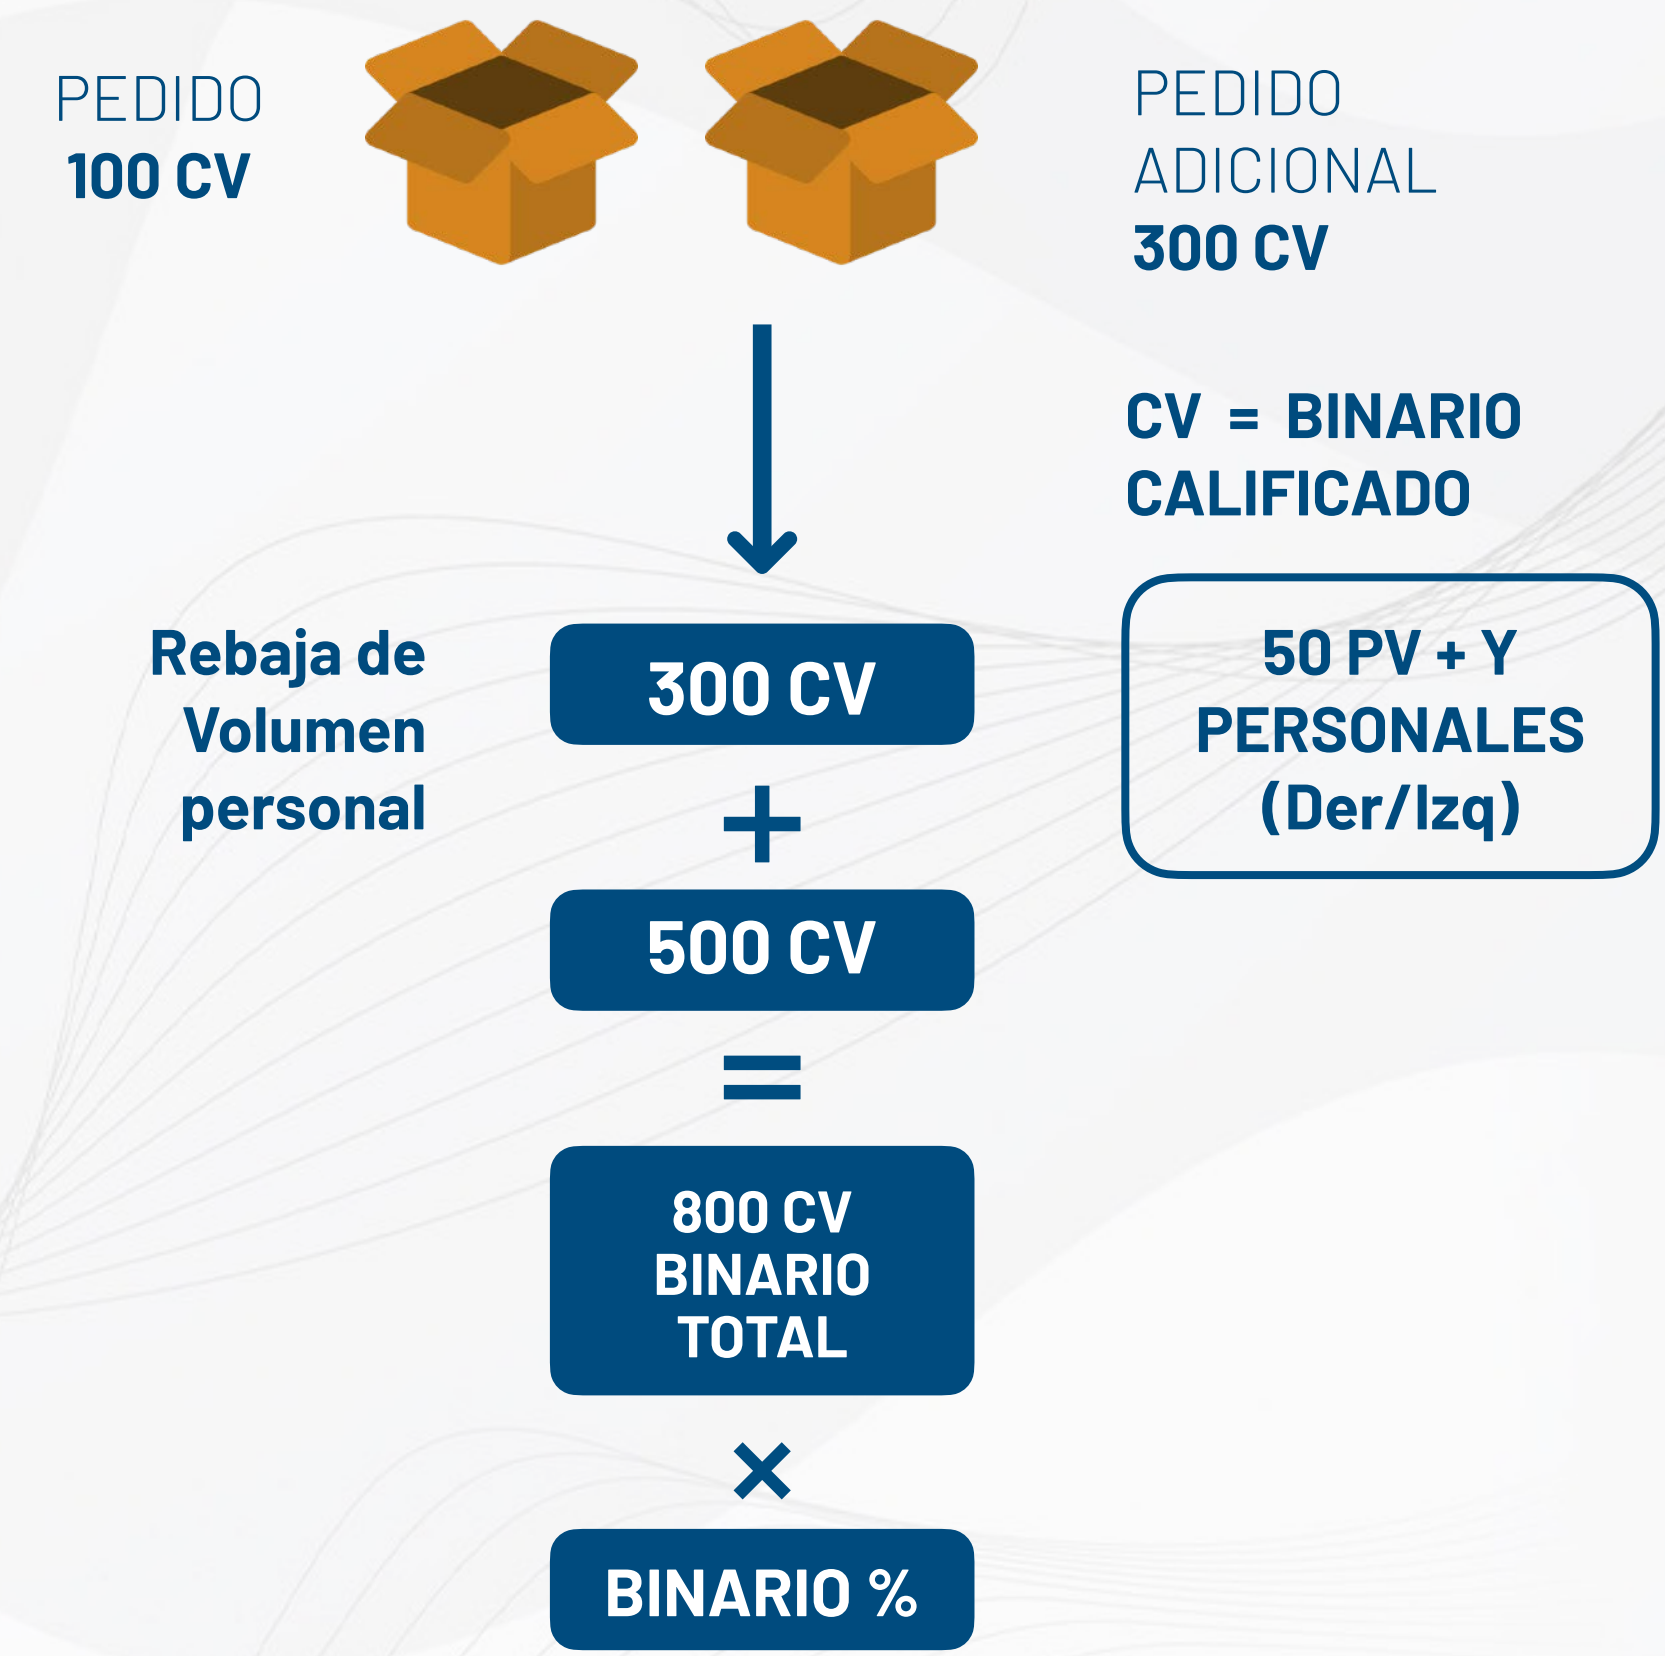 PEDIDO
100 CV
PEDIDO
ADICIONAL
300 CV
CV = BINARIO
CALIFICADO
Rebaja de
Volumen
personal
300 CV
+
500 CV
=
800 CV
BINARIO
TOTAL
×
BINARIO %
50 PV + Y
PERSONALES
(Der/Izq)